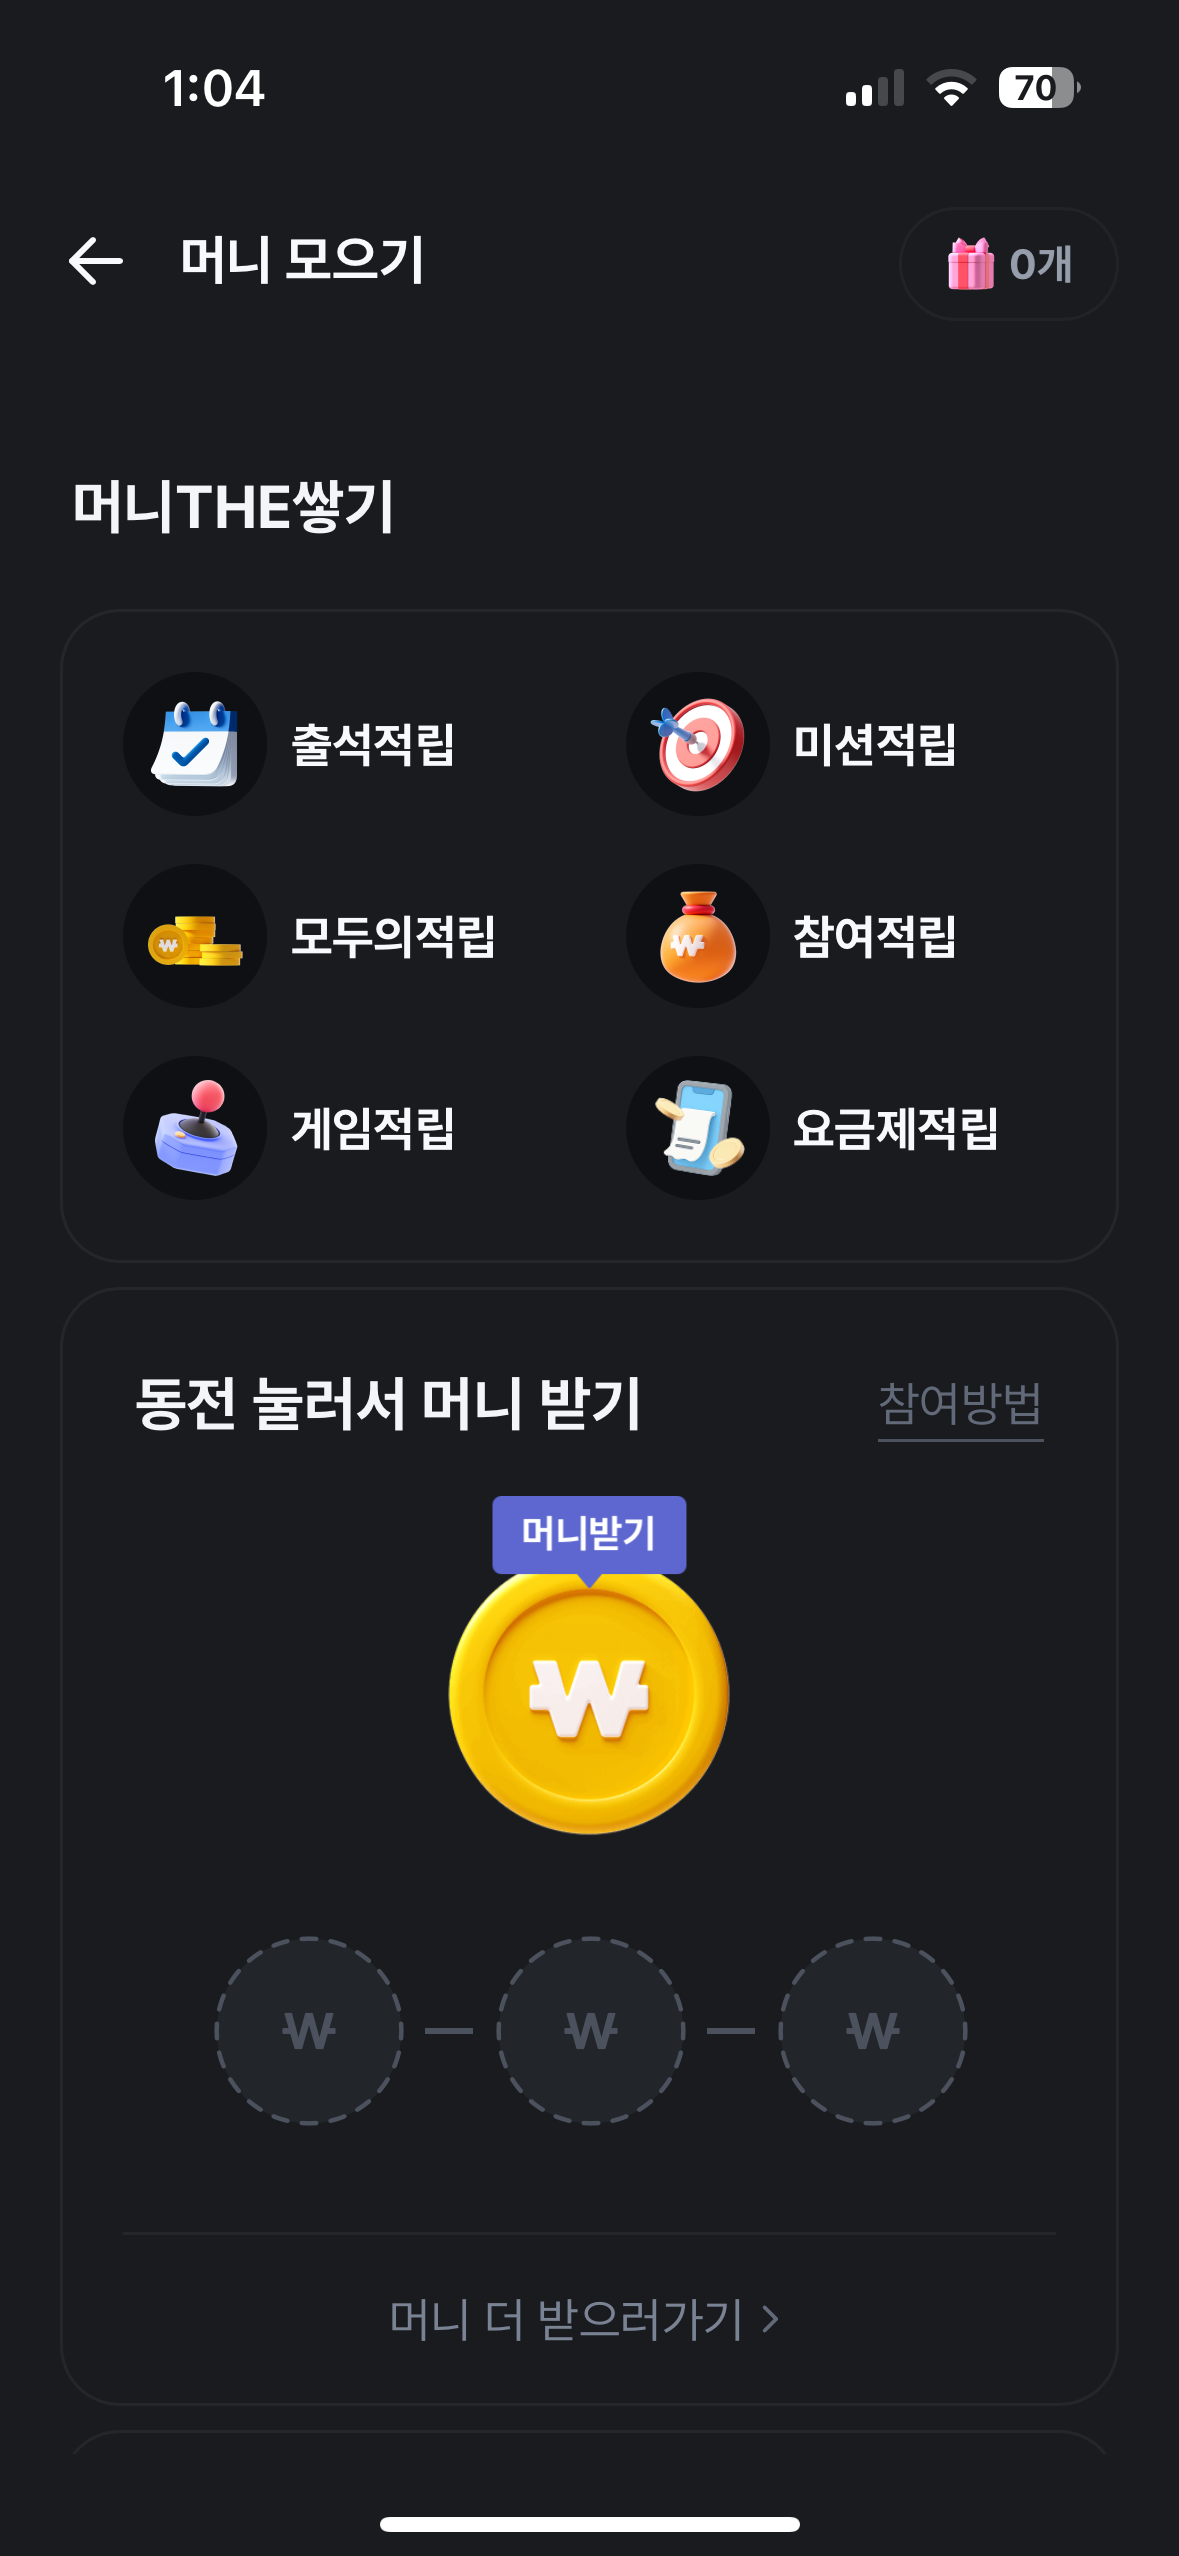 1:04
70
머니 모으기
0개
머니THE쌓기
출석적립
미션적립
모두의적립
₩
참여적립
₩
게임적립
요금제적립
동전 눌러서 머니 받기
참여방법
머니받기
₩
₩
₩
₩
머니 더 받으러가기 >